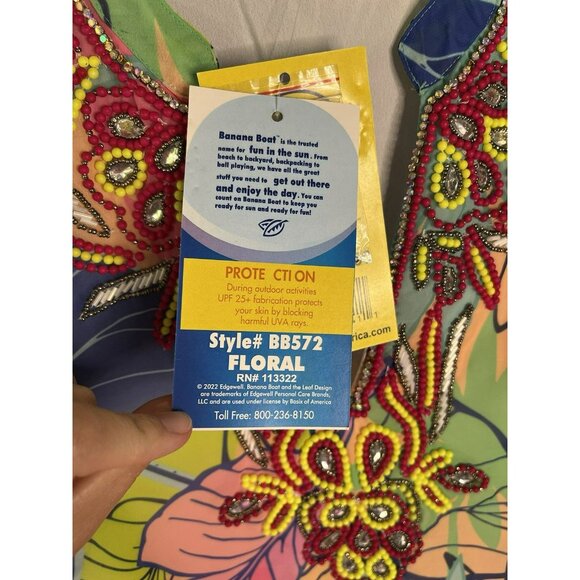 Banana Boat™ is the trusted
name for fun in the sun. From
beach to backyard, backpacking to
ball playing, we have all the great
stuff you need to get out there
and enjoy the day. You can
count on Banana Boat to keep you
ready for sun and ready for fun!
PROTE CTI ON
During outdoor activities
UPF 25+ fabrication protects
your skin by blocking
harmful UVA rays.
Style# BB572
FLORAL
RN# 113322
© 2022 Edgewell. Banana Boat and the Leaf Design
are trademarks of Edgewell Personal Care Brands,
LLC and are used under license by Basix of America
Toll Free: 800-236-8150
rica.com